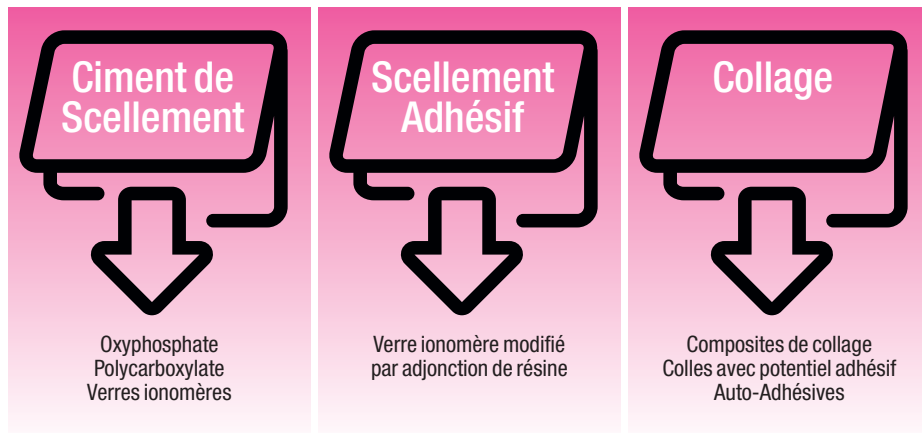 Ciment de
Scellement
Oxyphosphate
Polycarboxylate
Verres ionomères
Scellement
Adhésif
Verre ionomère modifié
par adjonction de résine
Collage
Composites de collage
Colles avec potentiel adhésif
Auto-Adhésives